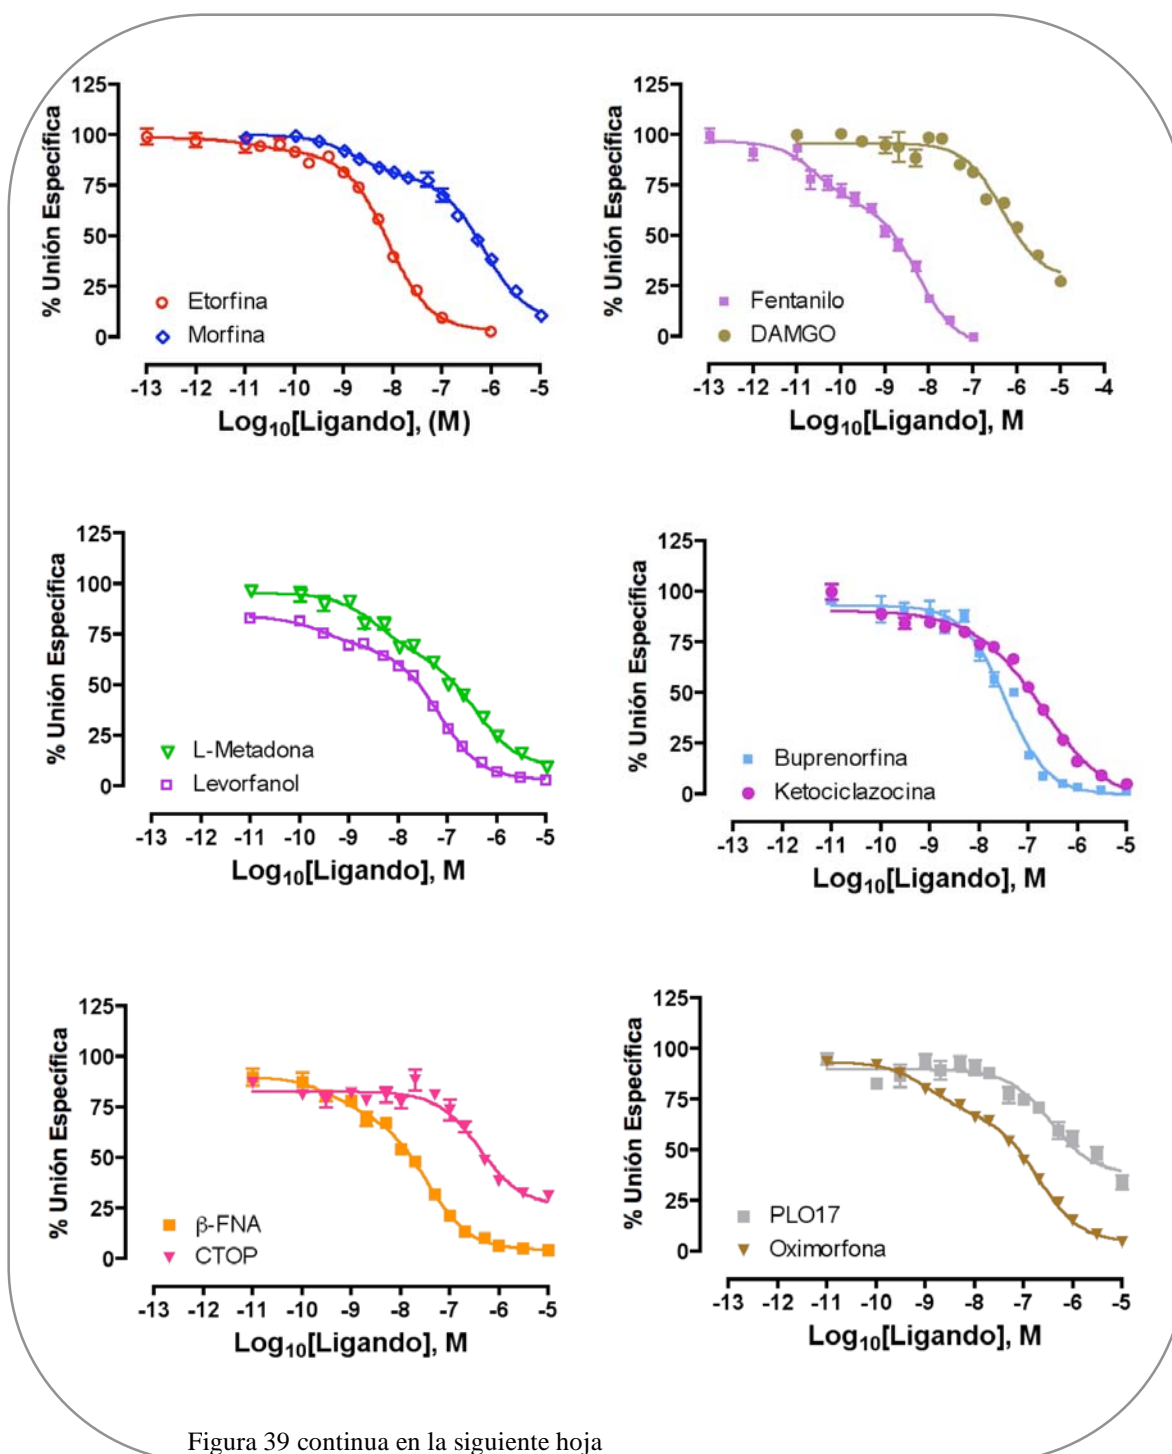 125
100
75
50
25
0
% Unión Específica
Etorfina
Morfina
-13 -12 -11 -10 -9 -8 -7 -6 -5
Log10[Ligando], (M)
125
100
75
50
25
0
% Unión Específica
Fentanilo
DAMGO
-13 -12 -11 -10 -9 -8 -7 -6 -5 -4
Log10[Ligando], M
125
100
75
50
25
0
% Unión Específica
L-Metadona
Levorfanol
-13 -12 -11 -10 -9 -8 -7 -6 -5
Log10[Ligando], M
125
100
75
50
25
0
% Unión Específica
Buprenorfina
Ketociclazocina
-13 -12 -11 -10 -9 -8 -7 -6 -5
Log10[Ligando], M
125
100
75
50
25
0
% Unión Específica
β-FNA
CTOP
-13 -12 -11 -10 -9 -8 -7 -6 -5
Log10[Ligando], M
125
100
75
50
25
0
% Unión Específica
PLO17
Oximorfona
-13 -12 -11 -10 -9 -8 -7 -6 -5
Log10[Ligando], M
Figura 39 continua en la siguiente hoja